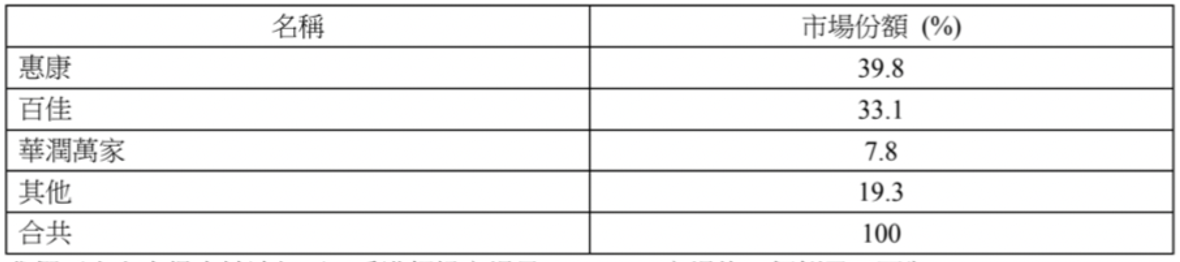 名稱 市場份額 (%)
惠康 39.8
百佳 33.1
華潤萬家 7.8
其他 19.3
合共 100